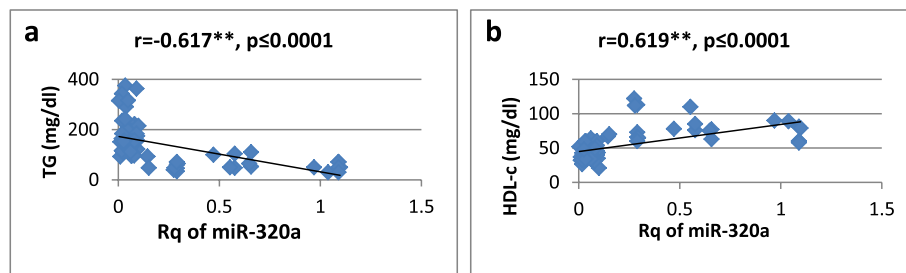 a
r=-0.617**, p≤0.0001
TG (mg/dl)
400
200
0
0 0.5 1 1.5
Rq of miR-320a
b
r=0.619**, p≤0.0001
HDL-c (mg/dl)
150
100
50
0
0 0.5 1 1.5
Rq of miR-320a